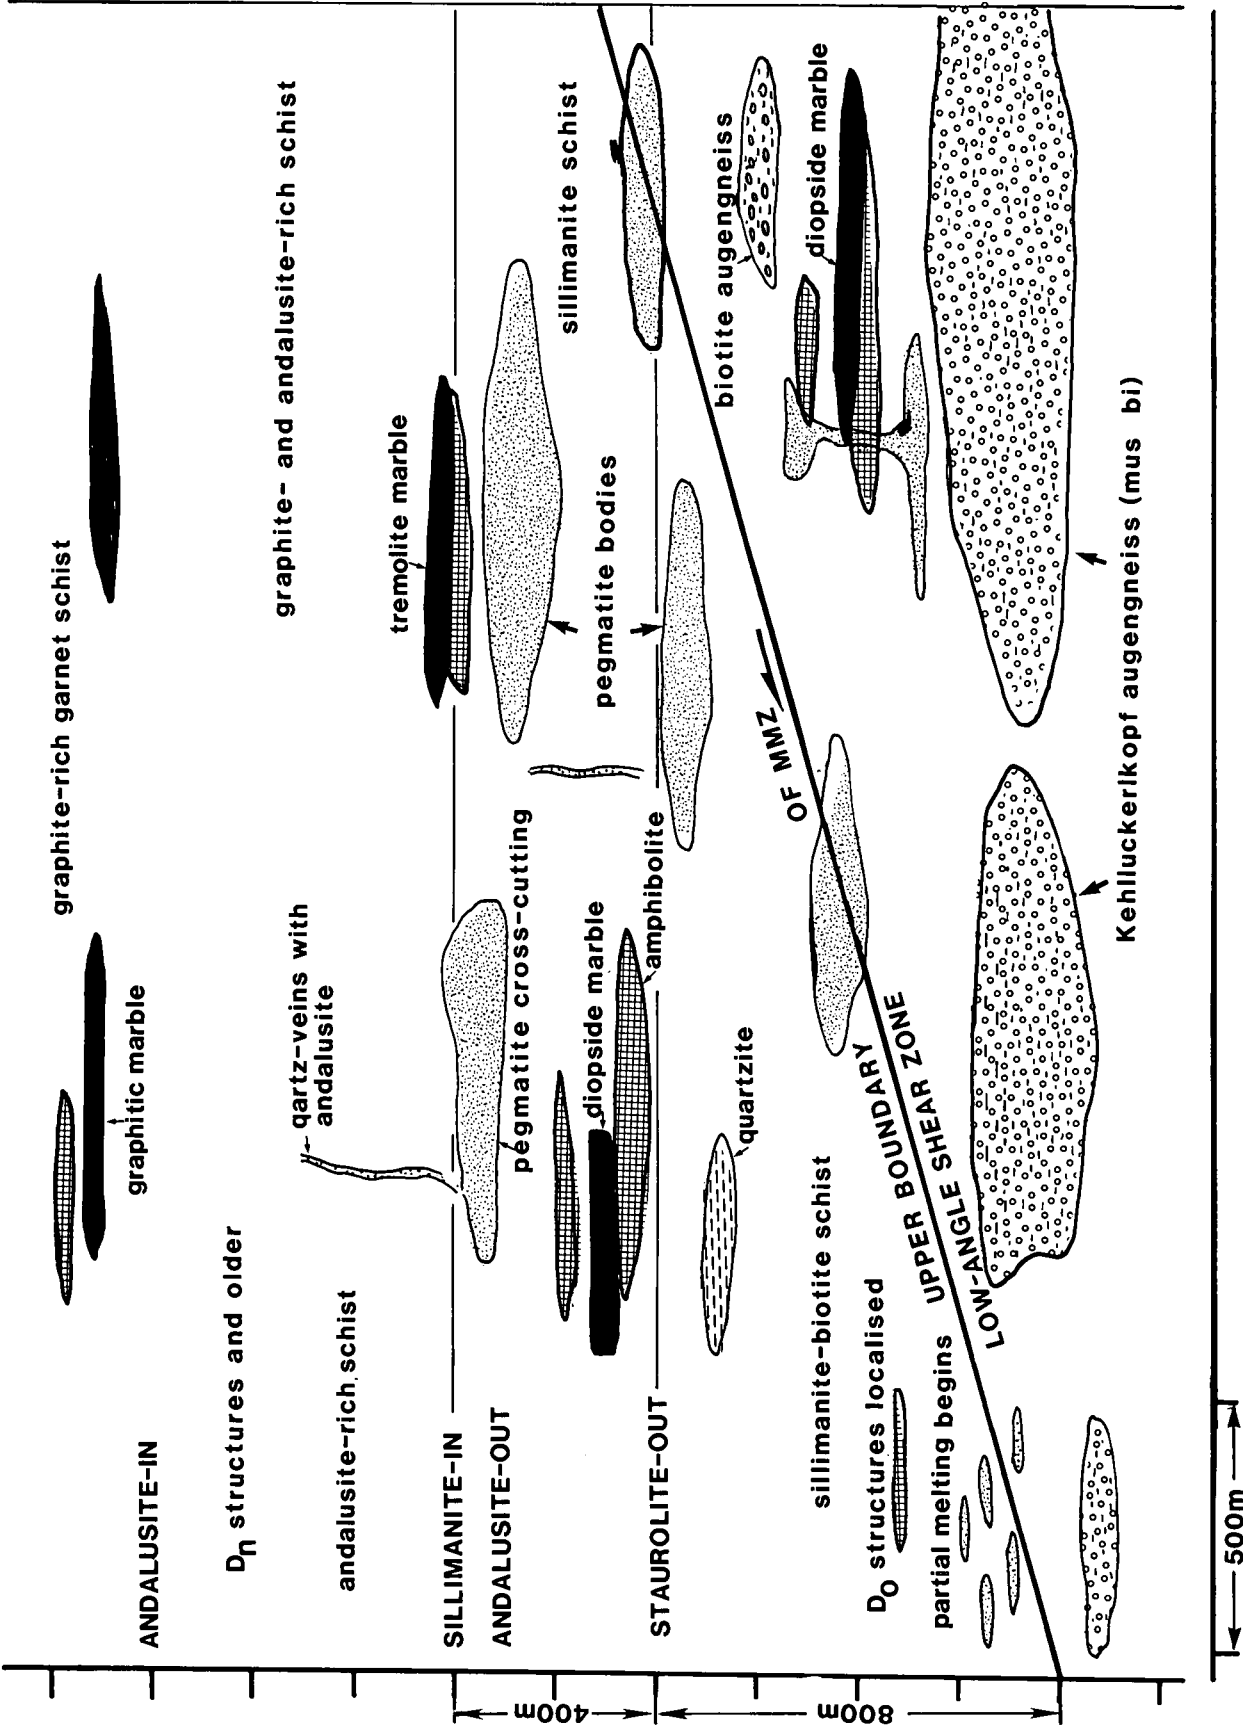 graphite-rich garnet schist
graphitic marble
ANDALUSITE-IN
Dn structures and older
graphite- and andalusite-rich schist
qartz-veins with
andalusite
andalusite-rich schist
tremolite marble
SILLIMANITE-IN
ANDALUSITE-OUT
pegmatite cross-cutting
sillimanite schist
pegmatite bodies
diopside marble
amphibolite
STAUROLITE-OUT
biotite augengneiss
quartzite
diopside marble
OF MMZ
UPPER BOUNDARY
LOW-ANGLE SHEAR ZONE
sillimanite-biotite schist
DO structures localised
partial melting begins
Kehlluckerlkopf augengneiss (mus bi)
400m
800m
500m